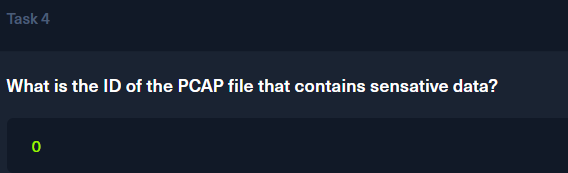 Task 4
What is the ID of the PCAP file that contains sensative data?
0